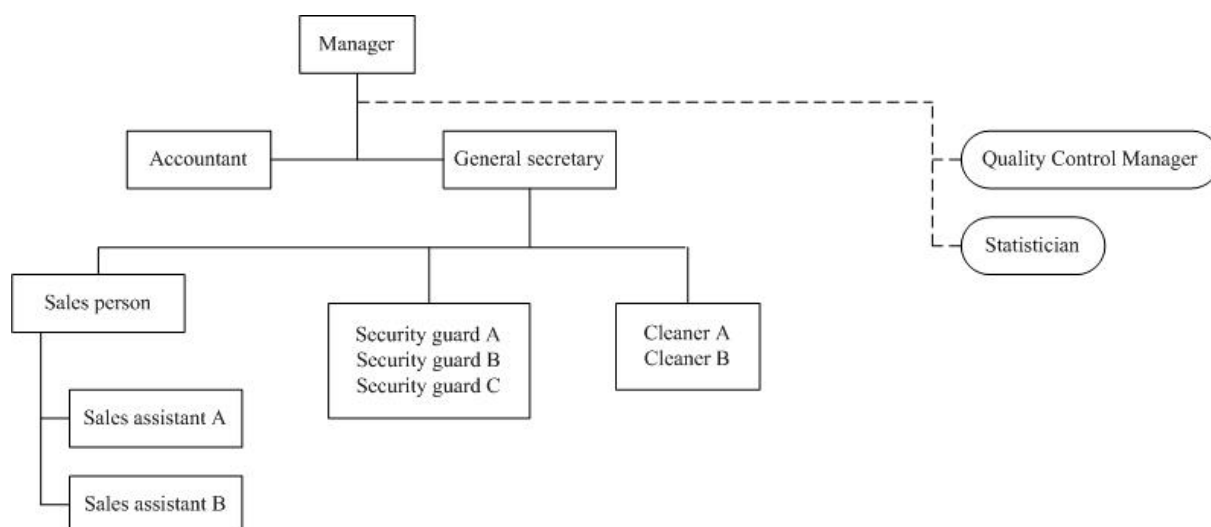 Manager
Accountant
General secretary
Quality Control Manager
Statistician
Sales person
Security guard A
Security guard B
Security guard C
Cleaner A
Cleaner B
Sales assistant A
Sales assistant B